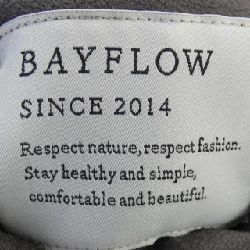 BAYFLOW
SINCE 2014
Respect nature, respect fashion.
Stay healthy and simple,
comfortable and beautiful.